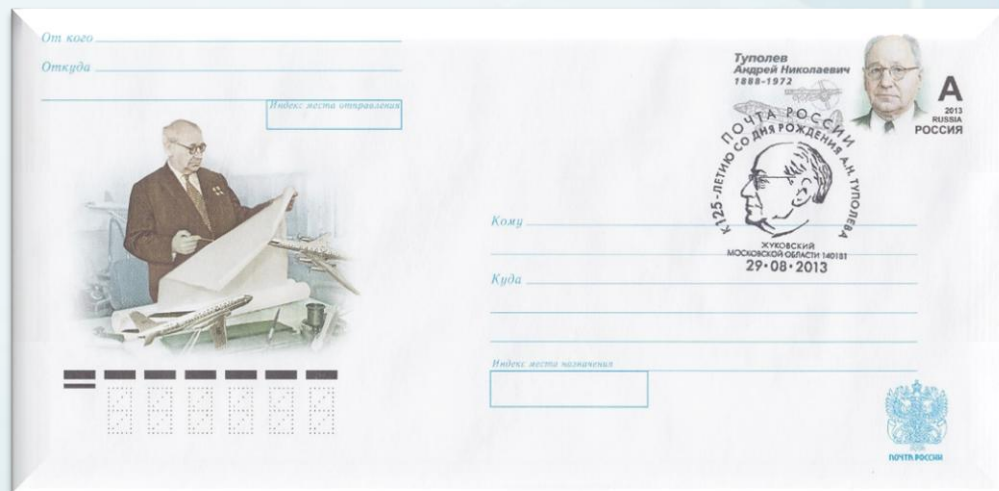 От кого
Откуда
Индекс места отправления
Туполев
Андрей Николаевич
1888-1972
А
2013
RUSSIA
РОССИЯ
ПОЧТА РОССИИ
К 125-ЛЕТИЮ СО ДНЯ РОЖДЕНИЯ А.Н. ТУПОЛЕВА
ЖУКОВСКИЙ
МОСКОВСКОЙ ОБЛАСТИ 140181
29•08•2013
Кому
Куда
Индекс места назначения
ПОЧТА РОССИИ